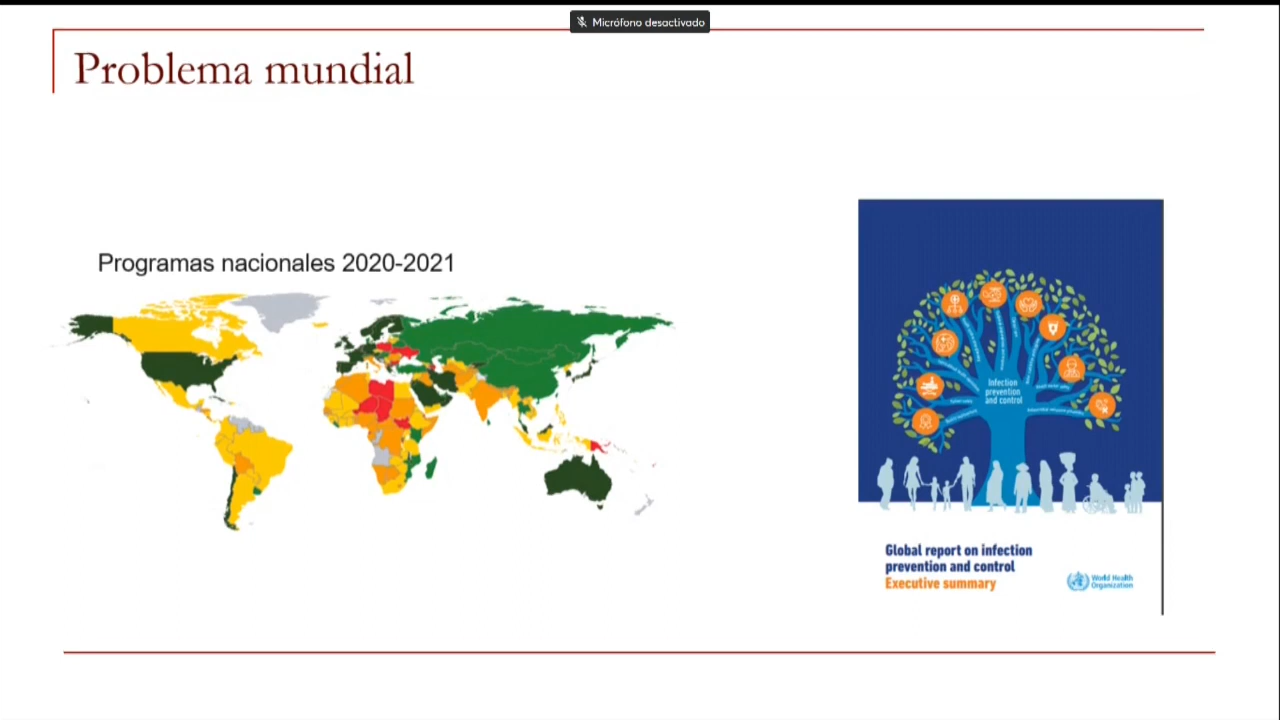 Micrófono desactivado
Problema mundial
Programas nacionales 2020-2021
Infection
prevention
and control
Global report on infection
prevention and control
Executive summary
World Health
Organization